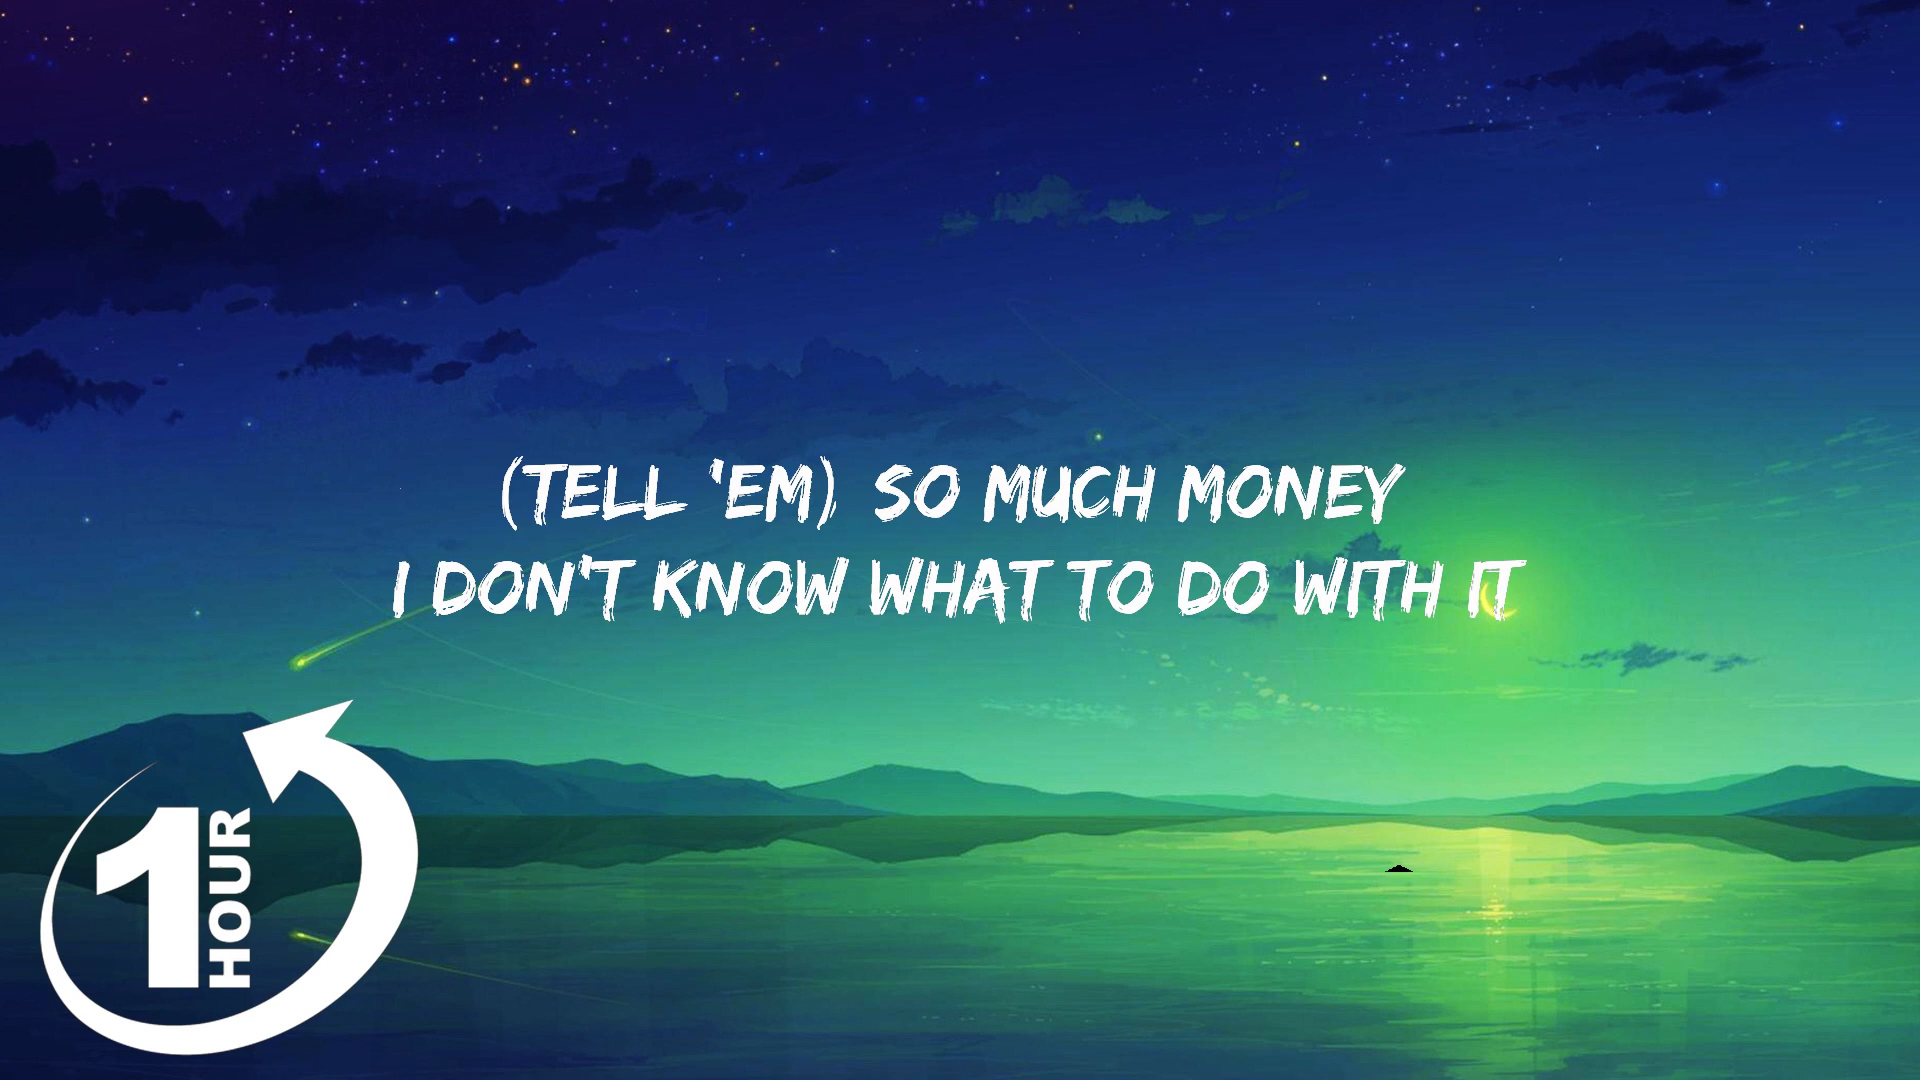 (TELL 'EM) SO MUCH MONEY
I DON'T KNOW WHAT TO DO WITH IT
1
HOUR